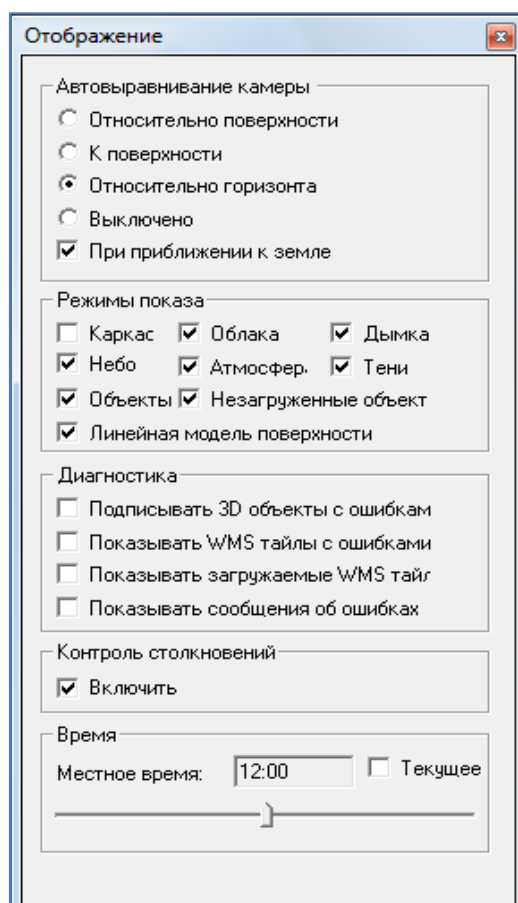 Отображение
Автовыравнивание камеры
Относительно поверхности
К поверхности
Относительно горизонта
Выключено
При приближении к земле
Режимы показа
Каркас Облака Дымка
Небо Атмосфер. Тени
Объекты Незагруженные объект
Линейная модель поверхности
Диагностика
Подписывать 3D объекты с ошибкам
Показывать WMS тайлы с ошибками
Показывать загружаемые WMS тайл
Показывать сообщения об ошибках
Контроль столкновений
Включить
Время
Местное время: 12:00 Текущее